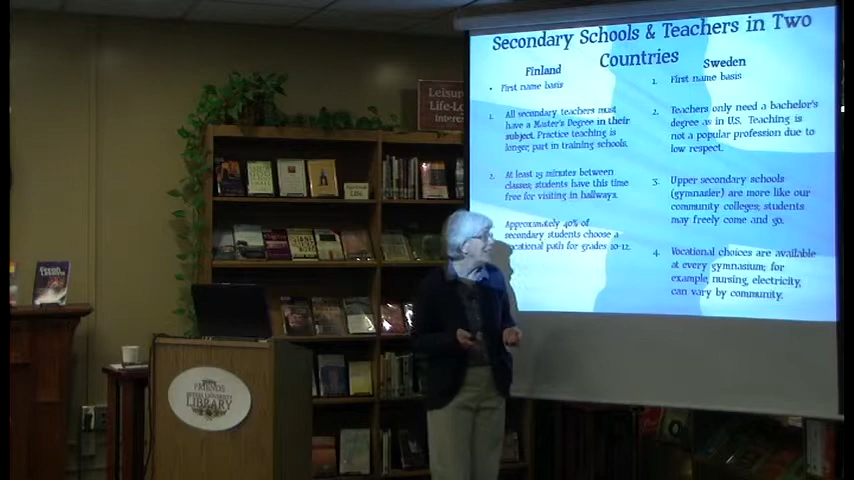 Secondary Schools & Teachers in Two
Countries
Finland
• First name basis
1. All secondary teachers must
have a Master's Degree in their
subject. Practice teaching is
longer, part in training schools.
2. At least 15 minutes between
classes; students have this time
free for visiting in hallways.
Approximately 40% of
secondary students choose a
vocational path for grades 10-12.
Sweden
1. First name basis
2. Teachers only need a bachelor's
degree as in U.S. Teaching is
not a popular profession due to
low respect.
3. Upper secondary schools
(gymnasier) are more like our
community colleges; students
may freely come and go.
4. Vocational choices are available
at every gymnasium; for
example, nursing, electricity,
can vary by community.
Leisure
Life-Lo
Interes
FRIENDS
LIBRARY